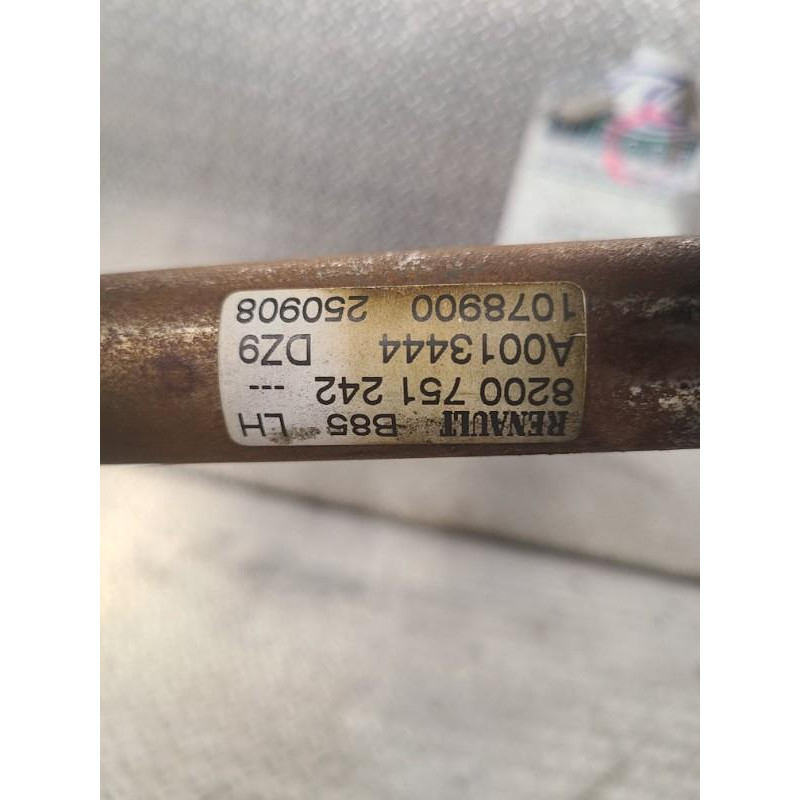 RENAULT B85 LH
8200 751 242 ---
A0013444 DZ9
1078900 250908